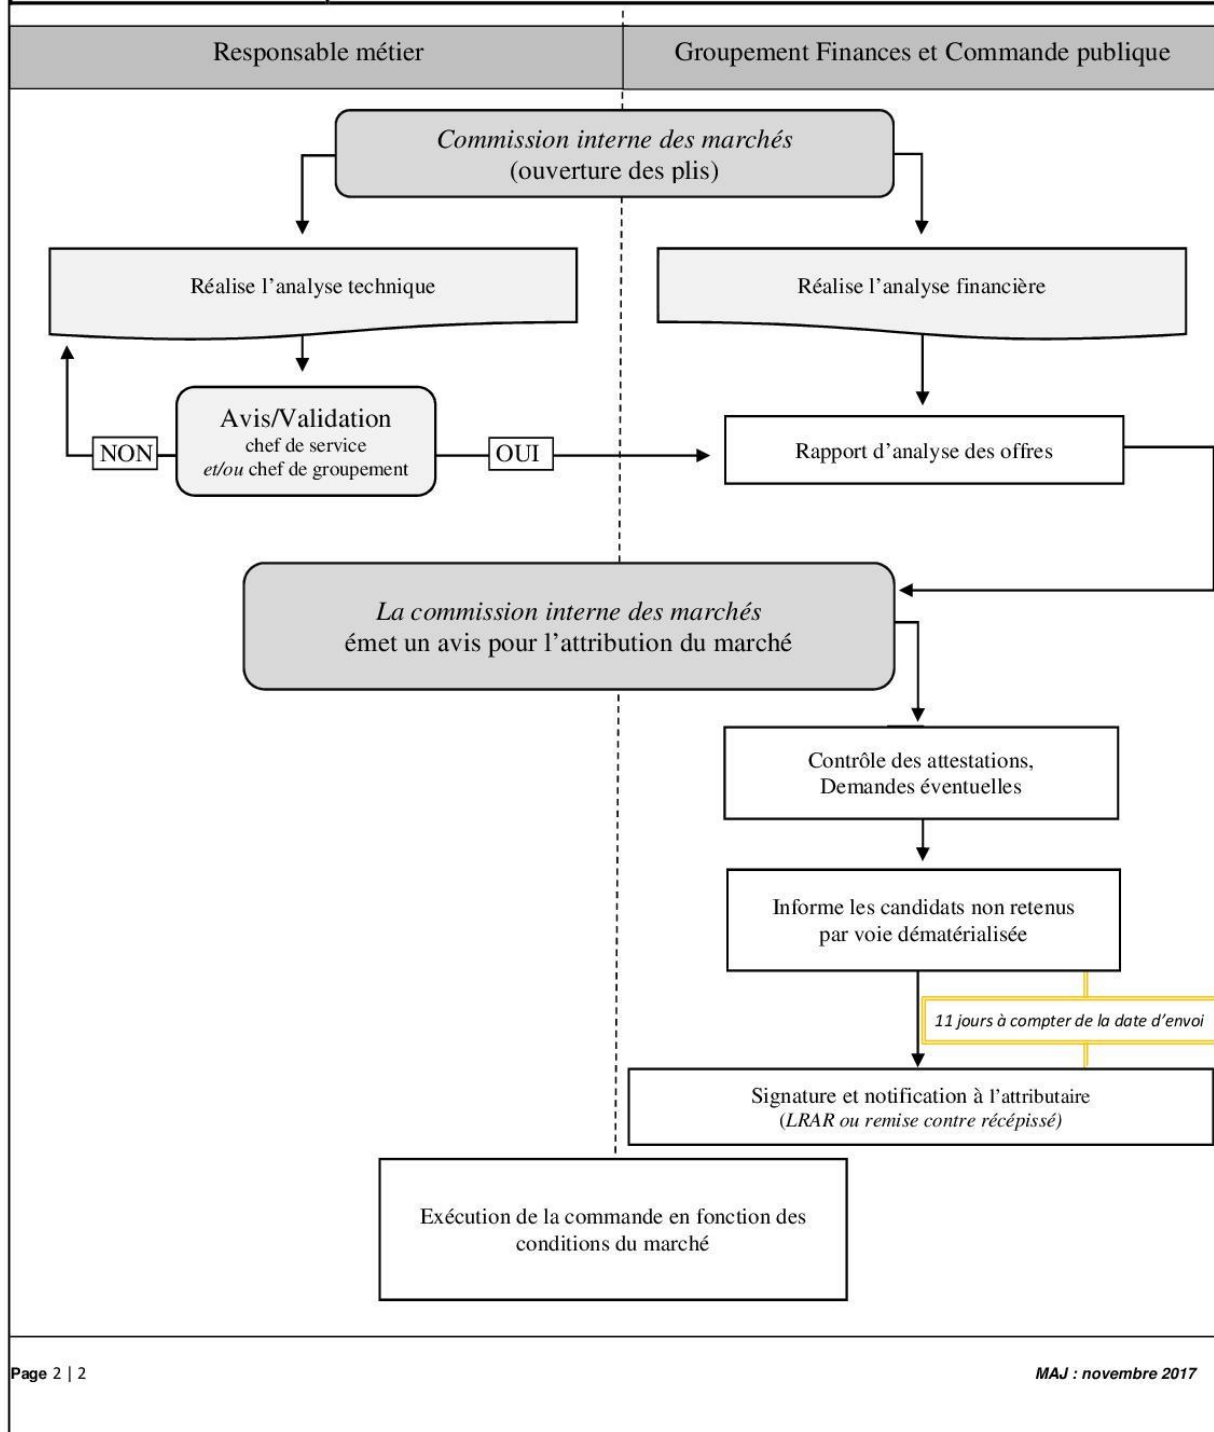 Responsable métier
Groupement Finances et Commande publique
Commission interne des marchés
(ouverture des plis)
Réalise l’analyse technique
Réalise l’analyse financière
Avis/Validation
chef de service
et/ou chef de groupement
NON
OUI
Rapport d’analyse des offres
La commission interne des marchés
émet un avis pour l’attribution du marché
Contrôle des attestations,
Demandes éventuelles
Informe les candidats non retenus
par voie dématérialisée
11 jours à compter de la date d’envoi
Signature et notification à l’attributaire
(LRAR ou remise contre récépissé)
Exécution de la commande en fonction des
conditions du marché
Page 2 | 2
MAJ : novembre 2017